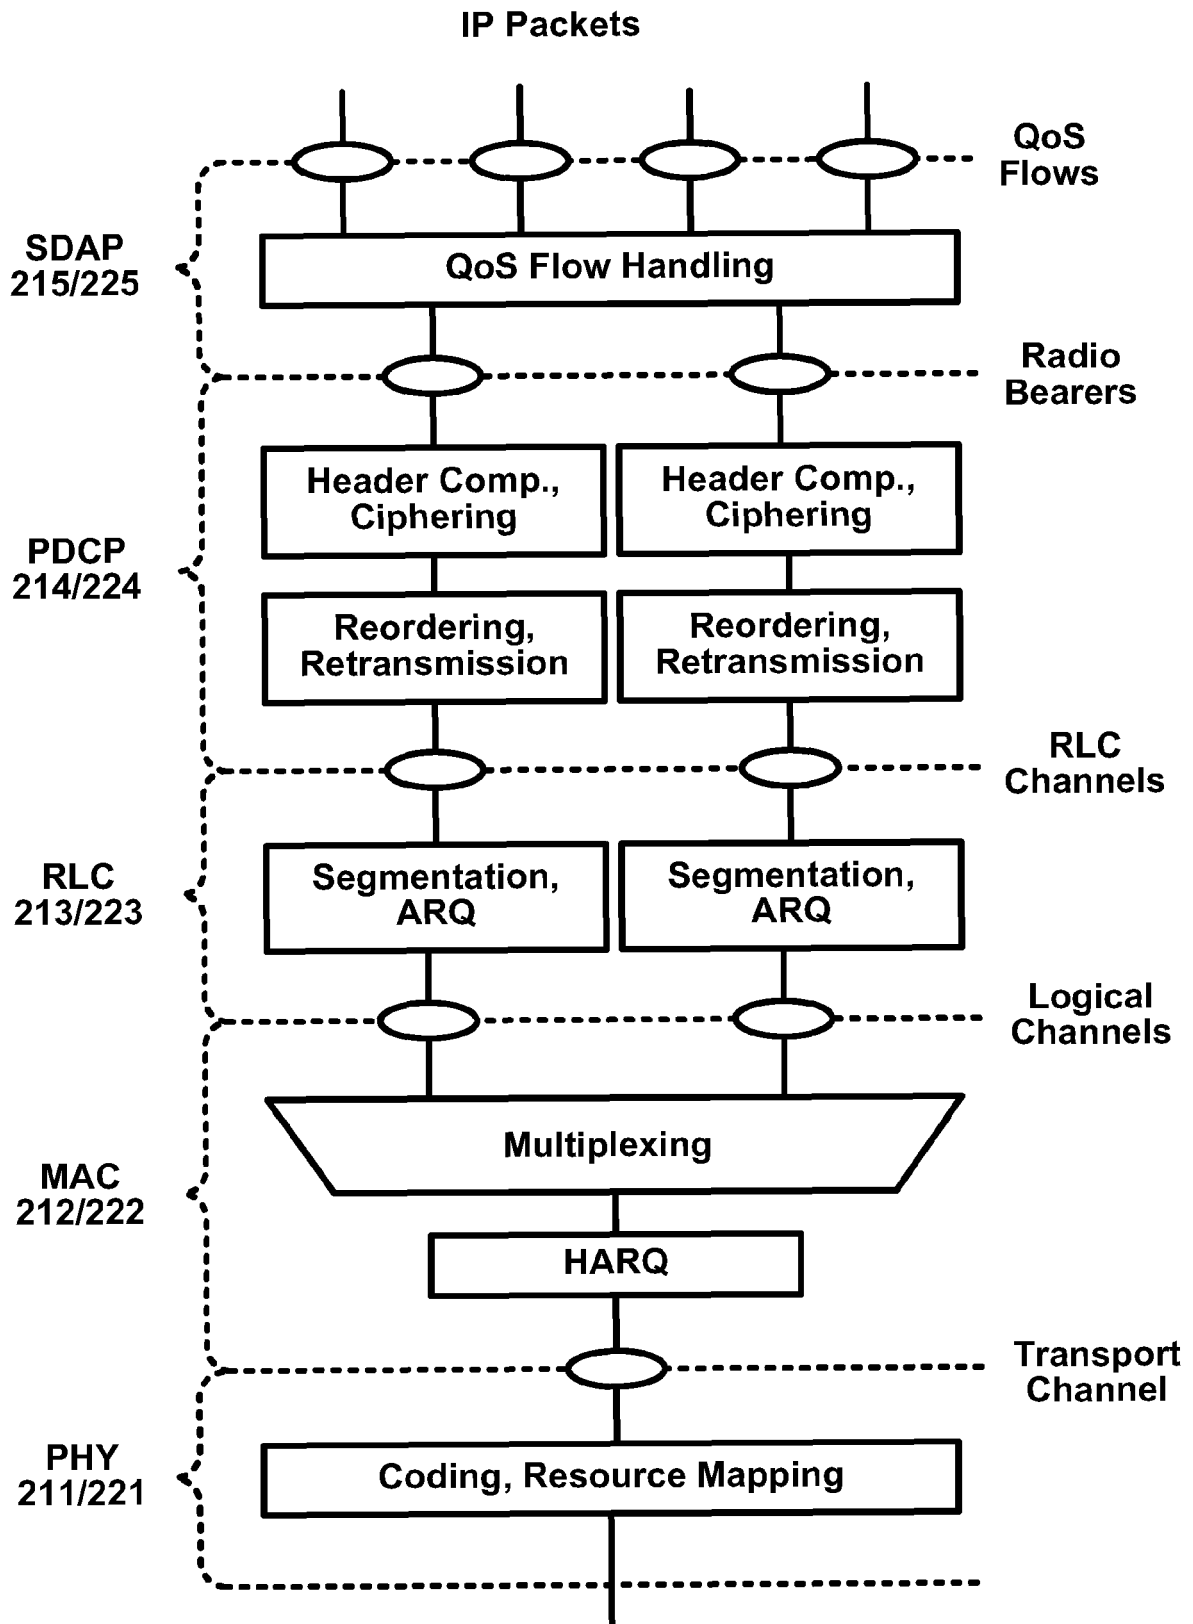 IP Packets
QoS
Flows
SDAP
215/225
QoS Flow Handling
Radio
Bearers
Header Comp.,
Ciphering
Header Comp.,
Ciphering
PDCP
214/224
Reordering,
Retransmission
Reordering,
Retransmission
RLC
Channels
RLC
213/223
Segmentation,
ARQ
Segmentation,
ARQ
Logical
Channels
Multiplexing
MAC
212/222
HARQ
Transport
Channel
PHY
211/221
Coding, Resource Mapping